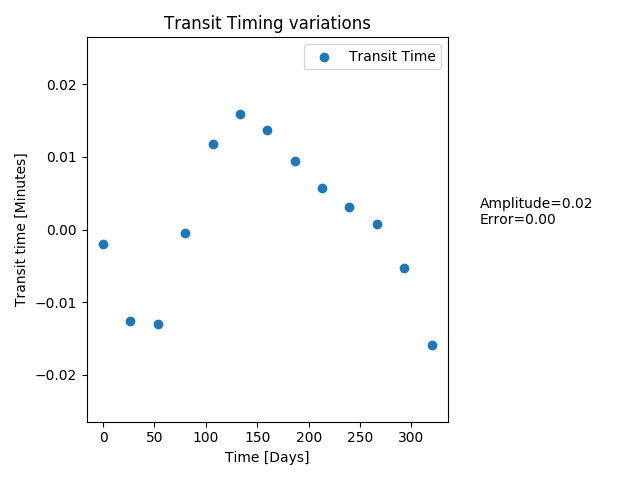 Transit Timing variations
Transit Time
0.02
0.01
0.00
−0.01
−0.02
Transit time [Minutes]
0 50 100 150 200 250 300
Time [Days]
Amplitude=0.02
Error=0.00